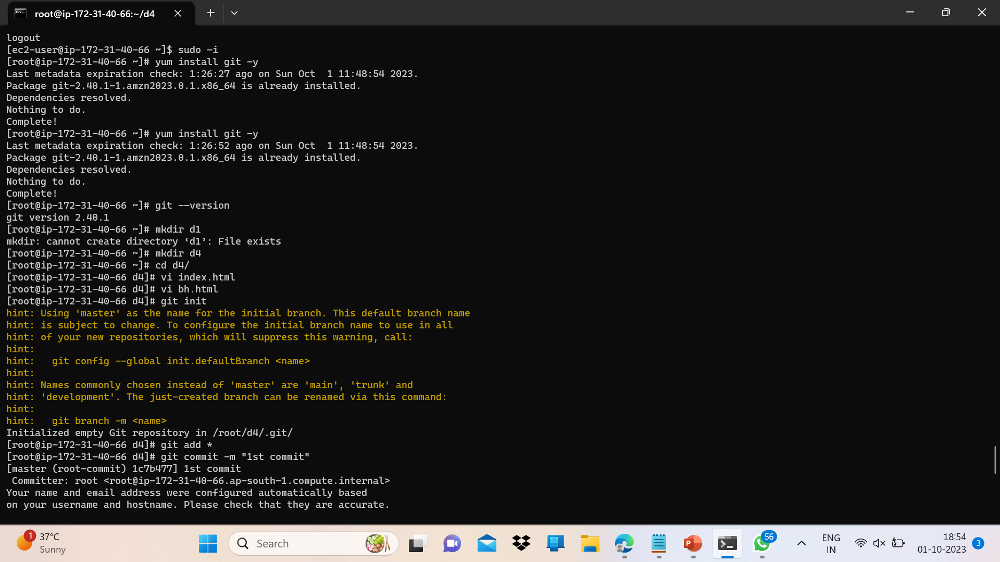 root@ip-172-31-40-66:~/d4
logout
[ec2-user@ip-172-31-40-66 ~]$ sudo -i
[root@ip-172-31-40-66 ~]# yum install git -y
Last metadata expiration check: 1:26:27 ago on Sun Oct  1 11:48:54 2023.
Package git-2.40.1-1.amzn2023.0.1.x86_64 is already installed.
Dependencies resolved.
Nothing to do.
Complete!
[root@ip-172-31-40-66 ~]# yum install git -y
Last metadata expiration check: 1:26:52 ago on Sun Oct  1 11:48:54 2023.
Package git-2.40.1-1.amzn2023.0.1.x86_64 is already installed.
Dependencies resolved.
Nothing to do.
Complete!
[root@ip-172-31-40-66 ~]# git --version
git version 2.40.1
[root@ip-172-31-40-66 ~]# mkdir d1
mkdir: cannot create directory ‘d1’: File exists
[root@ip-172-31-40-66 ~]# mkdir d4
[root@ip-172-31-40-66 ~]# cd d4/
[root@ip-172-31-40-66 d4]# vi index.html
[root@ip-172-31-40-66 d4]# vi bh.html
[root@ip-172-31-40-66 d4]# git init
hint: Using 'master' as the name for the initial branch. This default branch name
hint: is subject to change. To configure the initial branch name to use in all
hint: of your new repositories, which will suppress this warning, call:
hint:
hint:   git config --global init.defaultBranch <name>
hint:
hint: Names commonly chosen instead of 'master' are 'main', 'trunk' and
hint: 'development'. The just-created branch can be renamed via this command:
hint:
hint:   git branch -m <name>
Initialized empty Git repository in /root/d4/.git/
[root@ip-172-31-40-66 d4]# git add *
[root@ip-172-31-40-66 d4]# git commit -m "1st commit"
[master (root-commit) 1c7b477] 1st commit
 Committer: root <root@ip-172-31-40-66.ap-south-1.compute.internal>
Your name and email address were configured automatically based
on your username and hostname. Please check that they are accurate.
1
37°C
Sunny
Search
P
56
ENG
IN
18:54
01-10-2023
3